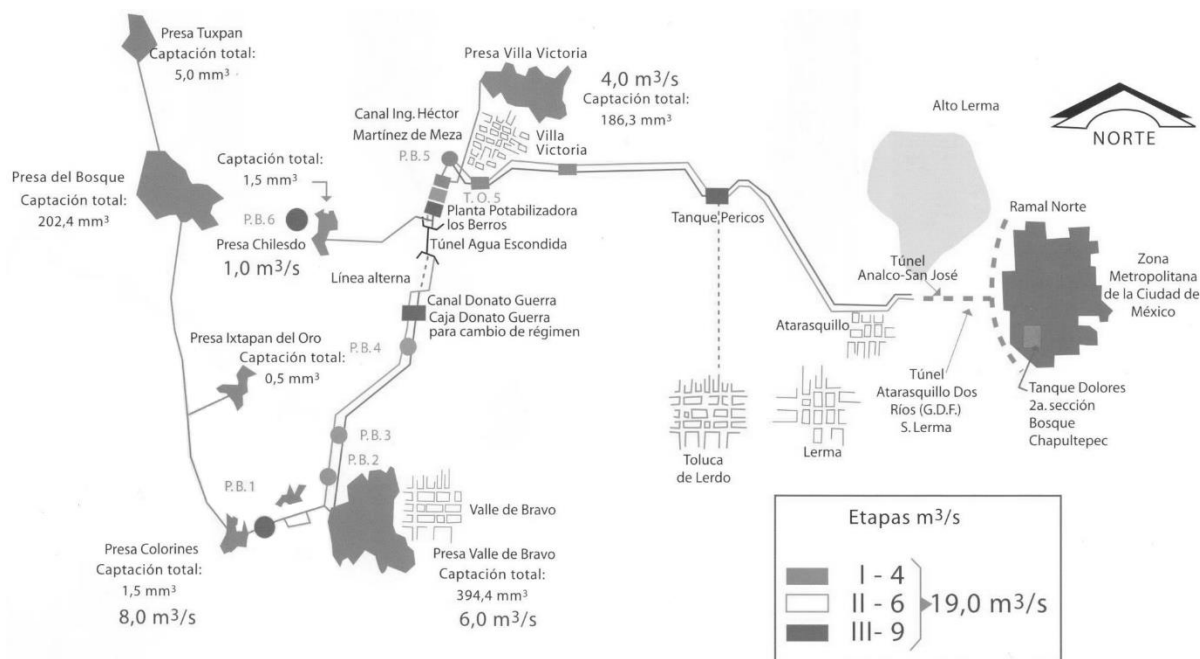 Presa Tuxpan
Captación total:
5,0 mm³
Presa del Bosque
Captación total:
202,4 mm³
Captación total:
1,5 mm³
P.B.6
Presa Chilesdo
1,0 m³/s
Presa Ixtapan del Oro
Captación total:
0,5 mm³
P.B.1
Presa Colorines
Captación total:
1,5 mm³
8,0 m³/s
Presa Villa Victoria
4,0 m³/s
Captación total:
186,3 mm³
Canal Ing. Héctor
Martínez de Meza
Villa
Victoria
P.B.5
T.O.5
Planta Potabilizadora
los Berros
Túnel Agua Escondida
Línea alterna
Canal Donato Guerra
Caja Donato Guerra
para cambio de régimen
P.B.4
P.B.3
P.B.2
Valle de Bravo
Presa Valle de Bravo
Captación total:
394,4 mm³
6,0 m³/s
Tanque Pericos
Toluca
de Lerdo
Atarasquillo
Lerma
Alto Lerma
NORTE
Ramal Norte
Túnel
Analco-San José
Zona
Metropolitana
de la Ciudad de
México
Túnel
Atarasquillo Dos
Ríos (G.D.F.)
S. Lerma
Tanque Dolores
2a. sección
Bosque
Chapultepec
Etapas m³/s
I - 4
II - 6
III- 9
19,0 m³/s